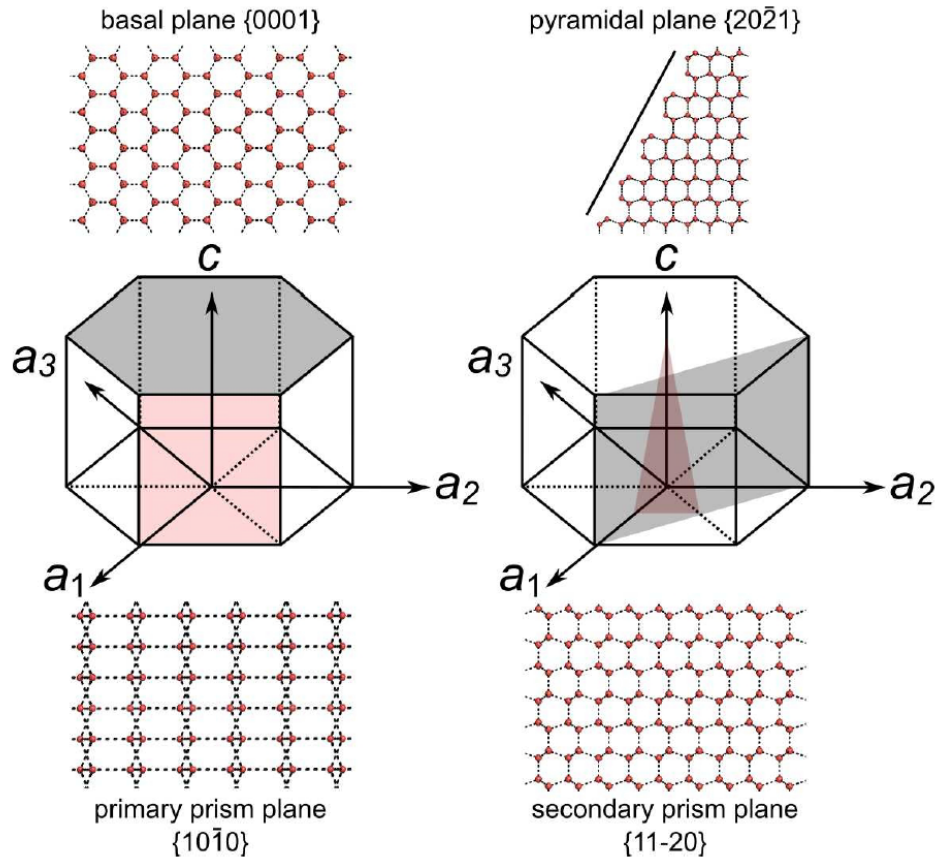 basal plane {0001}
pyramidal plane {202̄1}
c
c
a3
a3
a2
a2
a1
a1
primary prism plane
{101̄0}
secondary prism plane
{11-20}